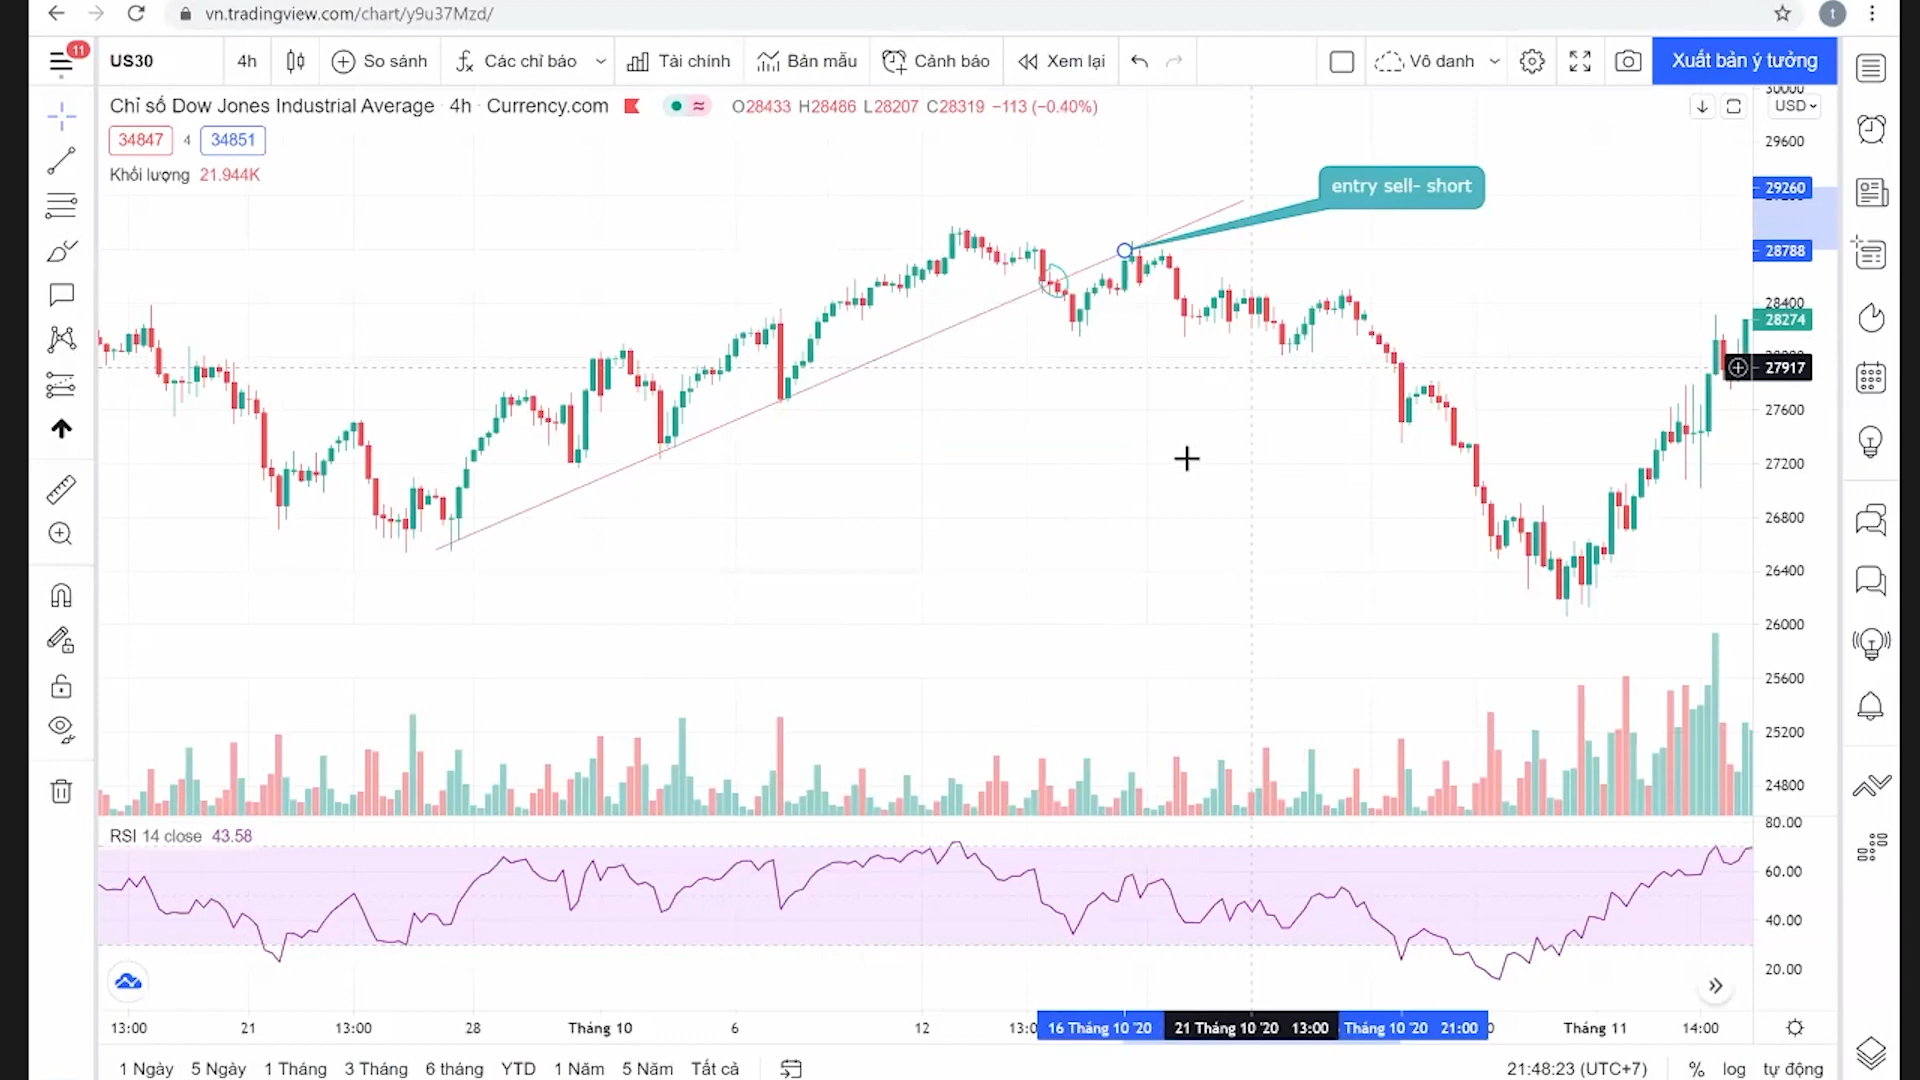 vn.tradingview.com/chart/y9u37Mzd/
11
US30
4h
So sánh
Các chỉ báo
Tài chính
Bản mẫu
Cảnh báo
Xem lại
Vô danh
Xuất bản ý tưởng
t
Chỉ số Dow Jones Industrial Average · 4h · Currency.com
O28433 H28486 L28207 C28319 −113 (−0.40%)
USD
34847 4 34851
Khối lượng 21.944K
entry sell- short
30000
29600
29260
28788
28400
28274
27917
27600
27200
26800
26400
26000
25600
25200
24800
RSI 14 close 43.58
80.00
60.00
40.00
20.00
13:00 21 13:00 28 Tháng 10 6 12 16 Tháng 10 '20 21 Tháng 10 '20 13:00 Tháng 10 '20 21:00 Tháng 11 14:00
1 Ngày 5 Ngày 1 Tháng 3 Tháng 6 tháng YTD 1 Năm 5 Năm Tất cả
21:48:23 (UTC+7) % log tự động